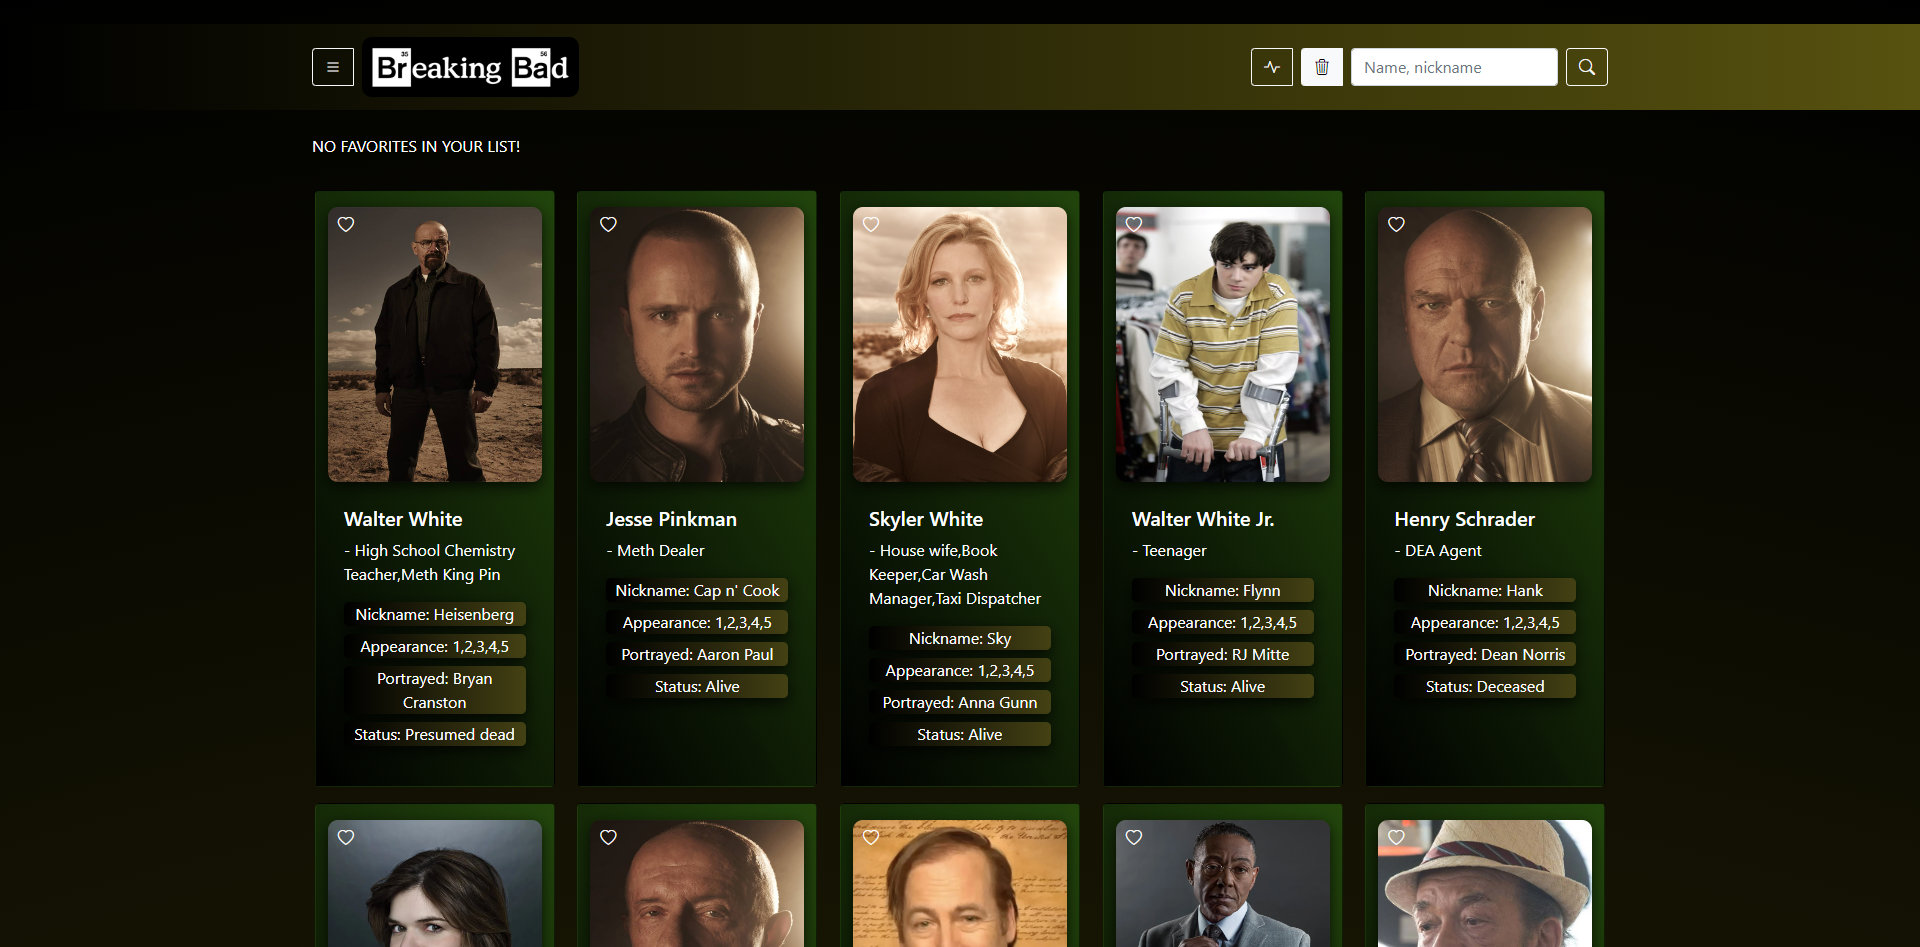 35 56
Breaking Bad
Name, nickname
NO FAVORITES IN YOUR LIST!
Walter White
- High School Chemistry
Teacher,Meth King Pin
Nickname: Heisenberg
Appearance: 1,2,3,4,5
Portrayed: Bryan
Cranston
Status: Presumed dead
Jesse Pinkman
- Meth Dealer
Nickname: Cap n' Cook
Appearance: 1,2,3,4,5
Portrayed: Aaron Paul
Status: Alive
Skyler White
- House wife,Book
Keeper,Car Wash
Manager,Taxi Dispatcher
Nickname: Sky
Appearance: 1,2,3,4,5
Portrayed: Anna Gunn
Status: Alive
Walter White Jr.
- Teenager
Nickname: Flynn
Appearance: 1,2,3,4,5
Portrayed: RJ Mitte
Status: Alive
Henry Schrader
- DEA Agent
Nickname: Hank
Appearance: 1,2,3,4,5
Portrayed: Dean Norris
Status: Deceased